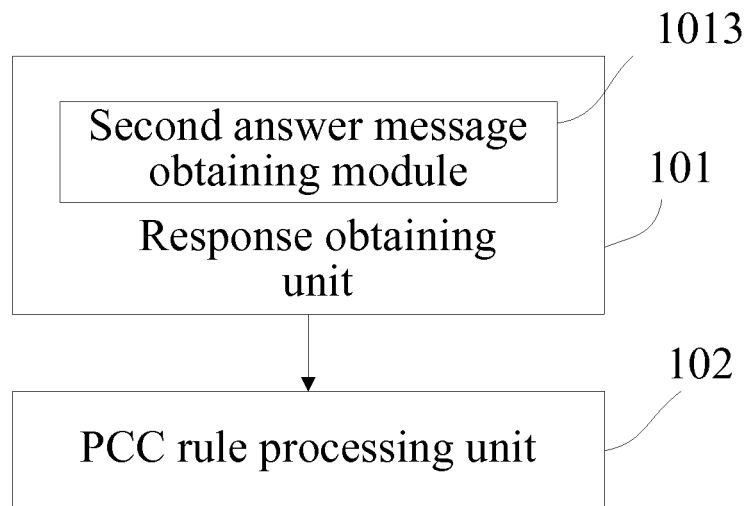 1013
Second answer message
obtaining module
101
Response obtaining
unit
102
PCC rule processing unit